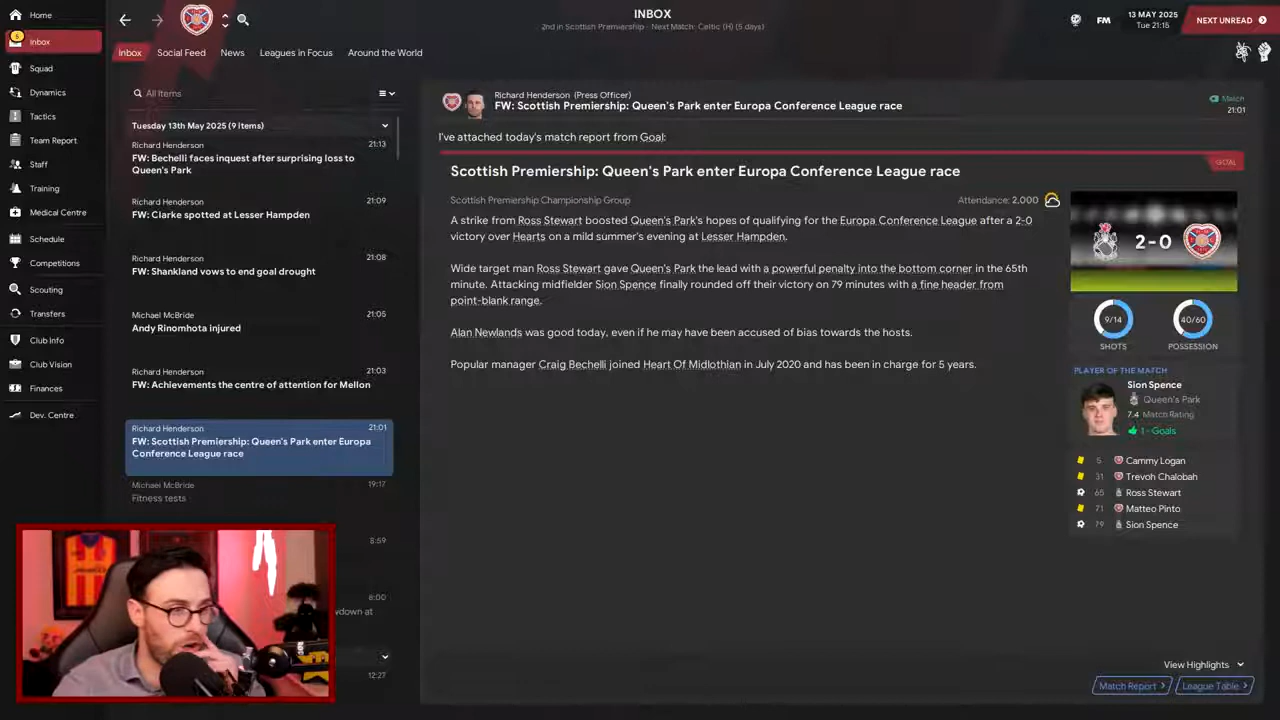 Home
Inbox
Squad
Dynamics
Tactics
Team Report
Staff
Training
Medical Centre
Schedule
Competitions
Scouting
Transfers
Club Info
Club Vision
Finances
Dev. Centre
INBOX
2nd in Scottish Premiership - Next Match: Celtic (H) (5 days)
FM
13 MAY 2025
Tue 21:15
NEXT UNREAD
Inbox Social Feed News Leagues in Focus Around the World
All Items
Tuesday 13th May 2025 (9 items)
Richard Henderson 21:13
FW: Bechelli faces inquest after surprising loss to
Queen's Park
Richard Henderson 21:09
FW: Clarke spotted at Lesser Hampden
Richard Henderson 21:08
FW: Shankland vows to end goal drought
Michael McBride 21:05
Andy Rinomhota injured
Richard Henderson 21:03
FW: Achievements the centre of attention for Mellon
Richard Henderson 21:01
FW: Scottish Premiership: Queen's Park enter Europa
Conference League race
Michael McBride 19:17
Fitness tests
8:59
8:00
wdown at
12:27
Richard Henderson (Press Officer)
FW: Scottish Premiership: Queen's Park enter Europa Conference League race
Match
21:01
I've attached today's match report from Goal:
GOAL
Scottish Premiership: Queen's Park enter Europa Conference League race
Scottish Premiership Championship Group
Attendance: 2,000
A strike from Ross Stewart boosted Queen's Park's hopes of qualifying for the Europa Conference League after a 2-0
victory over Hearts on a mild summer's evening at Lesser Hampden.
Wide target man Ross Stewart gave Queen's Park the lead with a powerful penalty into the bottom corner in the 65th
minute. Attacking midfielder Sion Spence finally rounded off their victory on 79 minutes with a fine header from
point-blank range.
Alan Newlands was good today, even if he may have been accused of bias towards the hosts.
Popular manager Craig Bechelli joined Heart Of Midlothian in July 2020 and has been in charge for 5 years.
2-0
9/14
40/60
SHOTS
POSSESSION
PLAYER OF THE MATCH
Sion Spence
Queen's Park
7.4 Match Rating
1 - Goals
5 Cammy Logan
31 Trevoh Chalobah
65 Ross Stewart
71 Matteo Pinto
79 Sion Spence
View Highlights
Match Report
League Table